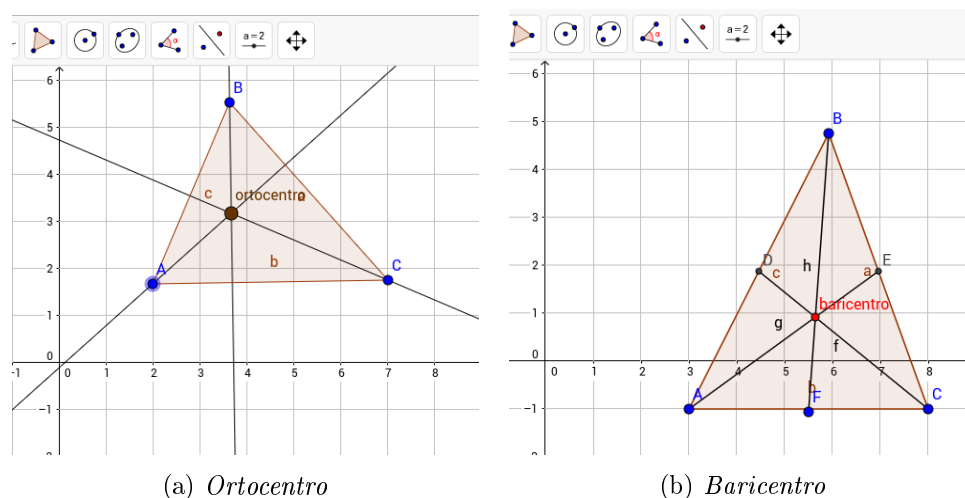 α
a = 2
6
5
4
3
2
1
0
−1
-1
0
1
2
3
4
5
6
7
8
B
c
ortocentro
a
b
A
C
(a) Ortocentro
α
a = 2
6
5
4
3
2
1
0
−1
0
1
2
3
4
5
6
7
8
B
D
c
h
a
E
baricentro
g
f
A
b
F
C
(b) Baricentro